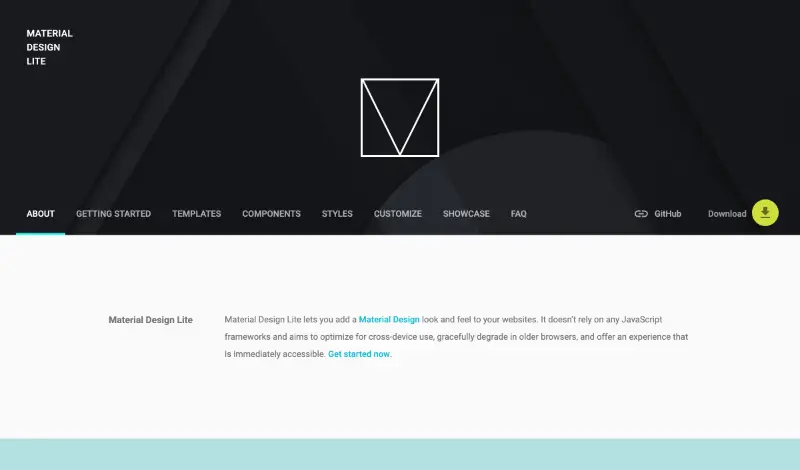 MATERIAL
DESIGN
LITE
ABOUT GETTING STARTED TEMPLATES COMPONENTS STYLES CUSTOMIZE SHOWCASE FAQ GitHub Download
Material Design Lite
Material Design Lite lets you add a Material Design look and feel to your websites. It doesn't rely on any JavaScript
frameworks and aims to optimize for cross-device use, gracefully degrade in older browsers, and offer an experience that
is immediately accessible. Get started now.